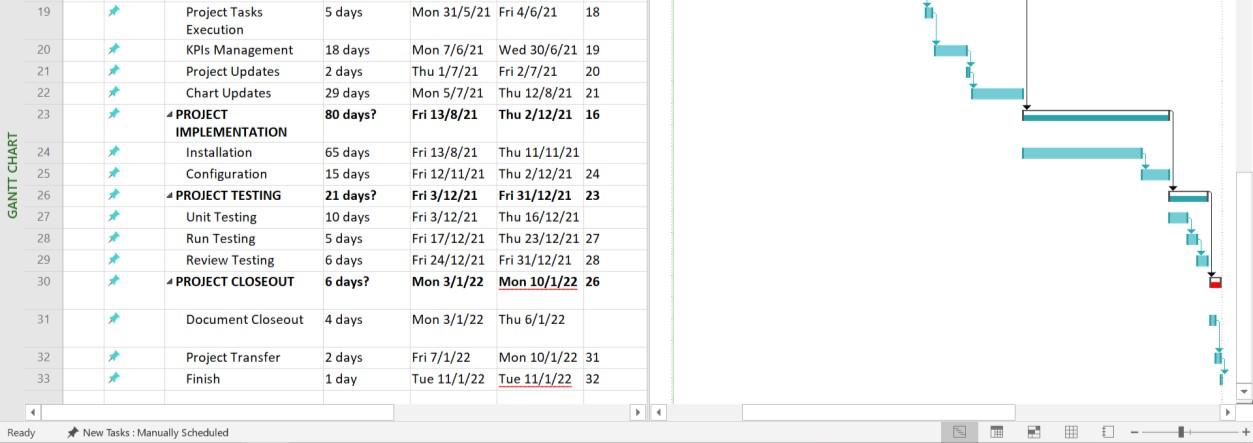 GANTT CHART
19 Project Tasks 5 days Mon 31/5/21 Fri 4/6/21 18
Execution
20 KPIs Management 18 days Mon 7/6/21 Wed 30/6/21 19
21 Project Updates 2 days Thu 1/7/21 Fri 2/7/21 20
22 Chart Updates 29 days Mon 5/7/21 Thu 12/8/21 21
23 PROJECT 80 days? Fri 13/8/21 Thu 2/12/21 16
IMPLEMENTATION
24 Installation 65 days Fri 13/8/21 Thu 11/11/21
25 Configuration 15 days Fri 12/11/21 Thu 2/12/21 24
26 PROJECT TESTING 21 days? Fri 3/12/21 Fri 31/12/21 23
27 Unit Testing 10 days Fri 3/12/21 Thu 16/12/21
28 Run Testing 5 days Fri 17/12/21 Thu 23/12/21 27
29 Review Testing 6 days Fri 24/12/21 Fri 31/12/21 28
30 PROJECT CLOSEOUT 6 days? Mon 3/1/22 Mon 10/1/22 26
31 Document Closeout 4 days Mon 3/1/22 Thu 6/1/22
32 Project Transfer 2 days Fri 7/1/22 Mon 10/1/22 31
33 Finish 1 day Tue 11/1/22 Tue 11/1/22 32
Ready New Tasks : Manually Scheduled